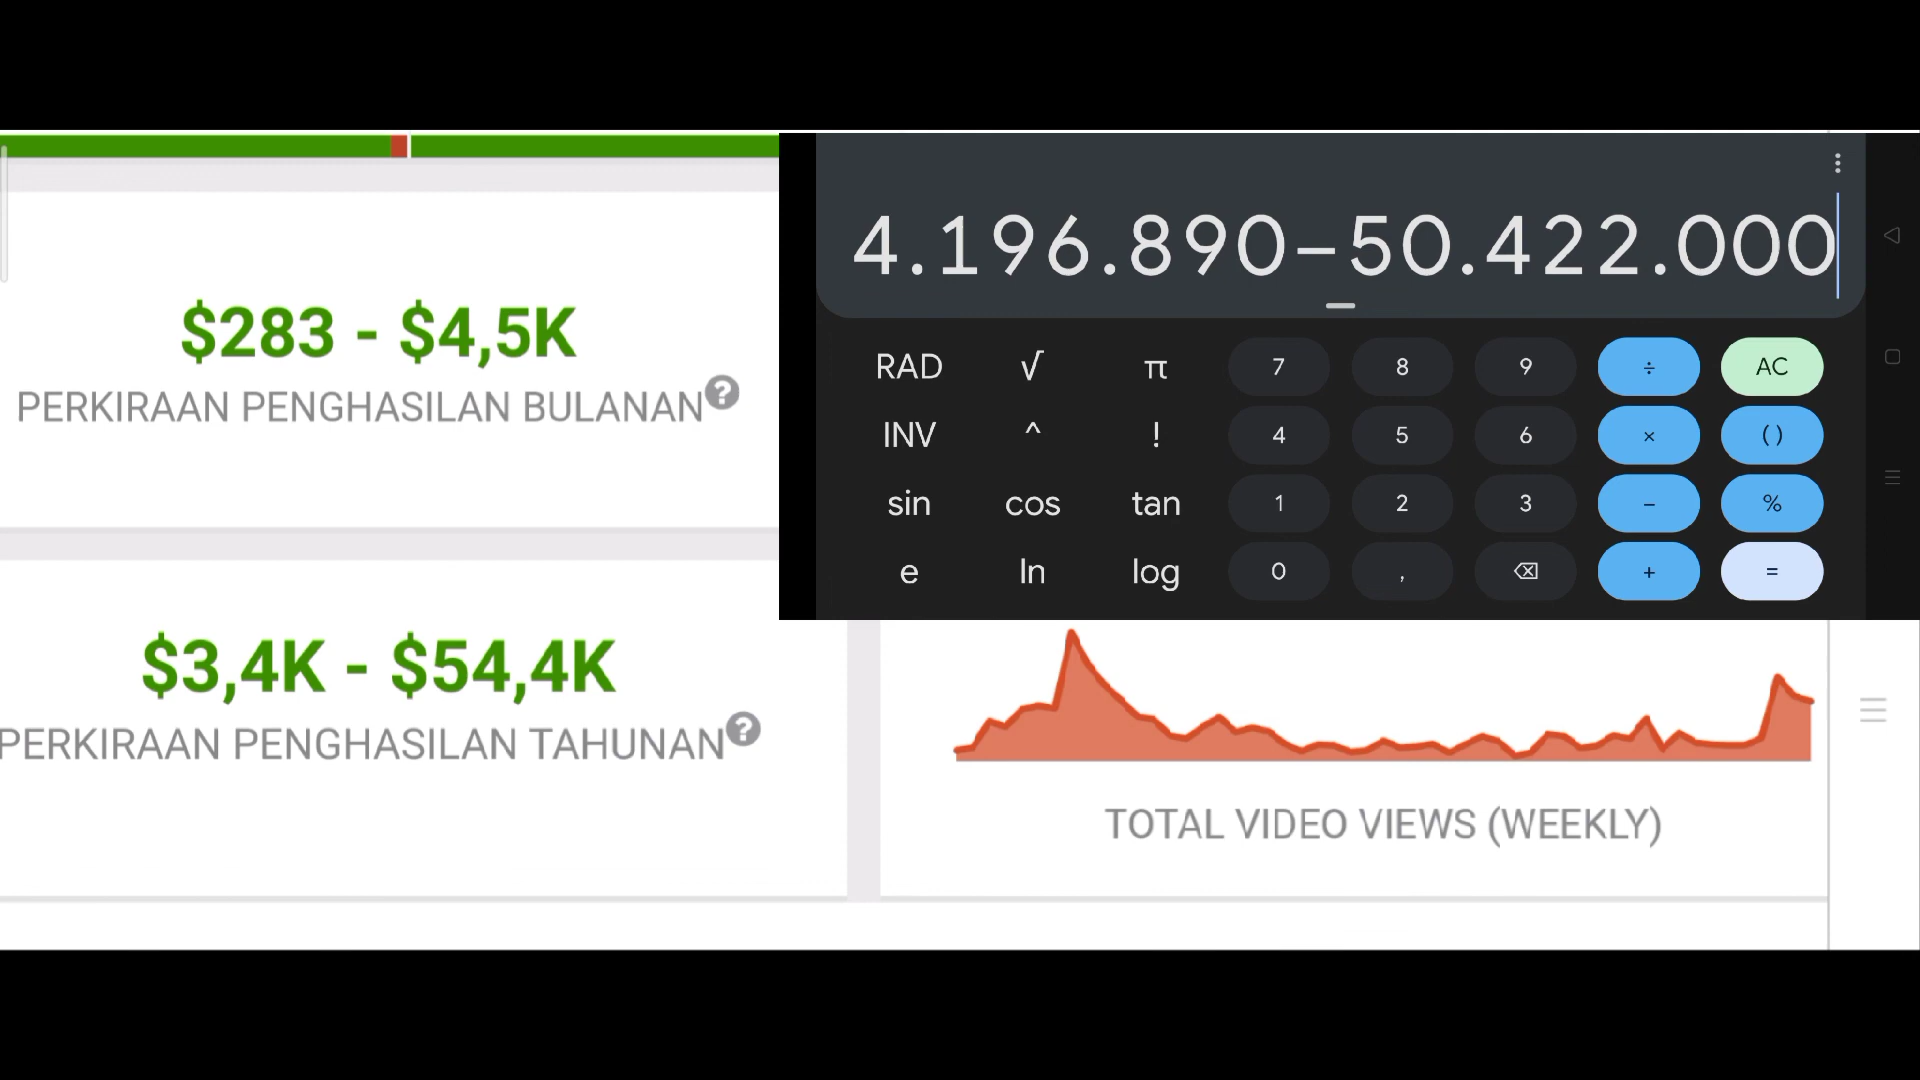 $283 - $4,5K
PERKIRAAN PENGHASILAN BULANAN?
$3,4K - $54,4K
PERKIRAAN PENGHASILAN TAHUNAN?
4.196.890−50.422.000
RAD √ π 7 8 9 ÷ AC
INV ^ ! 4 5 6 × ()
sin cos tan 1 2 3 − %
e ln log 0 , + =
TOTAL VIDEO VIEWS (WEEKLY)